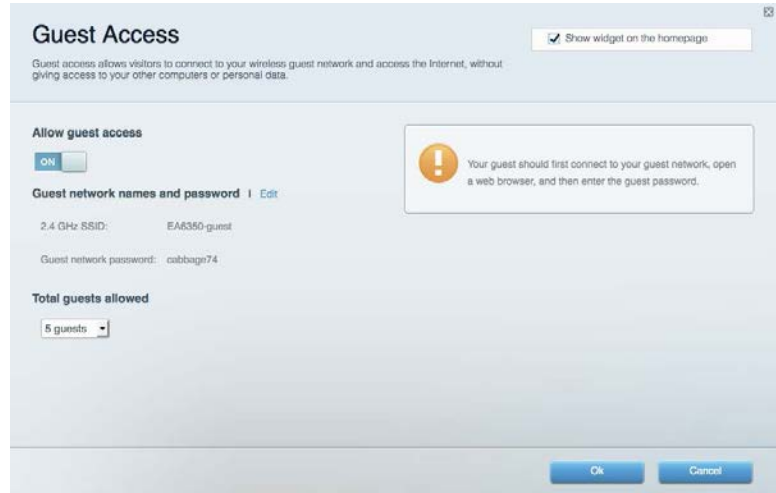 Guest Access
Show widget on the homepage
Guest access allows visitors to connect to your wireless guest network and access the Internet, without
giving access to your other computers or personal data.
Allow guest access
ON
Your guest should first connect to your guest network, open
a web browser, and then enter the guest password.
Guest network names and password | Edit
2.4 GHz SSID: EA6350-guest
Guest network password: cabbage74
Total guests allowed
5 guests
Ok Cancel